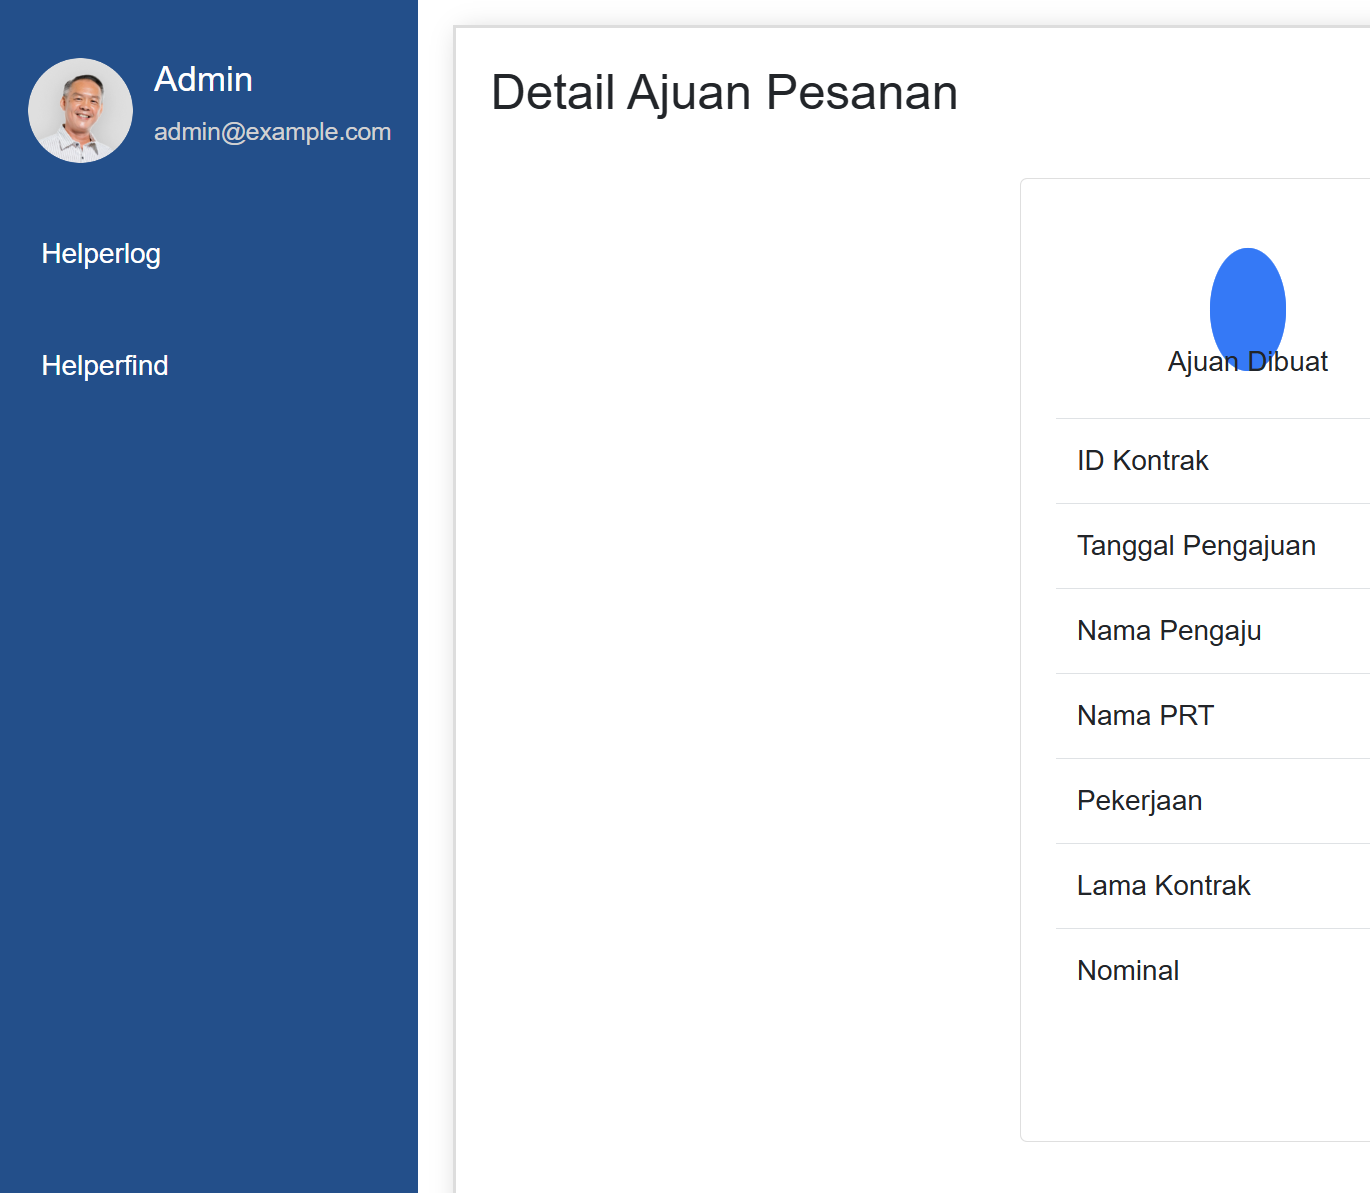 Admin
admin@example.com
Helperlog
Helperfind
Detail Ajuan Pesanan
Ajuan Dibuat
ID Kontrak
Tanggal Pengajuan
Nama Pengaju
Nama PRT
Pekerjaan
Lama Kontrak
Nominal